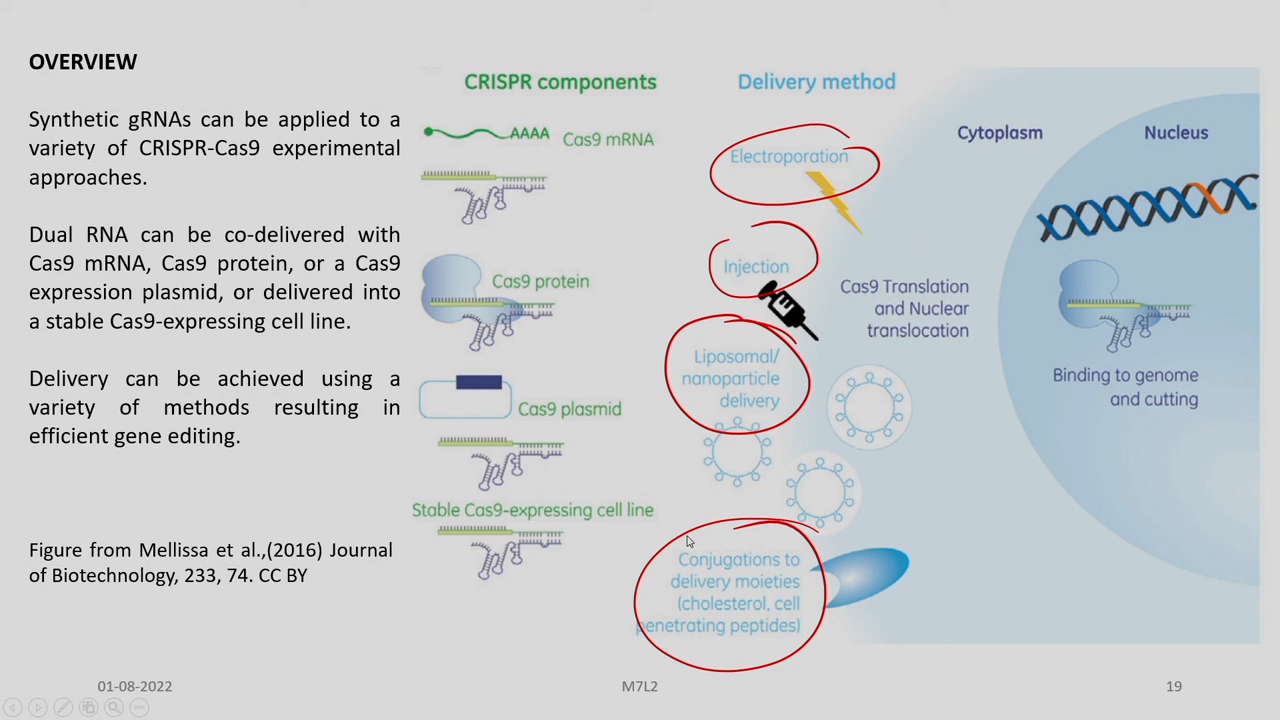 OVERVIEW
Synthetic gRNAs can be applied to a
variety of CRISPR-Cas9 experimental
approaches.
Dual RNA can be co-delivered with
Cas9 mRNA, Cas9 protein, or a Cas9
expression plasmid, or delivered into
a stable Cas9-expressing cell line.
Delivery can be achieved using a
variety of methods resulting in
efficient gene editing.
Figure from Mellissa et al.,(2016) Journal
of Biotechnology, 233, 74. CC BY
CRISPR components
AAAA
Cas9 mRNA
Cas9 protein
Cas9 plasmid
Stable Cas9-expressing cell line
Delivery method
Electroporation
Injection
Liposomal/
nanoparticle
delivery
Conjugations to
delivery moieties
(cholesterol, cell
penetrating peptides)
Cytoplasm
Cas9 Translation
and Nuclear
translocation
Nucleus
Binding to genome
and cutting
01-08-2022
M7L2
19